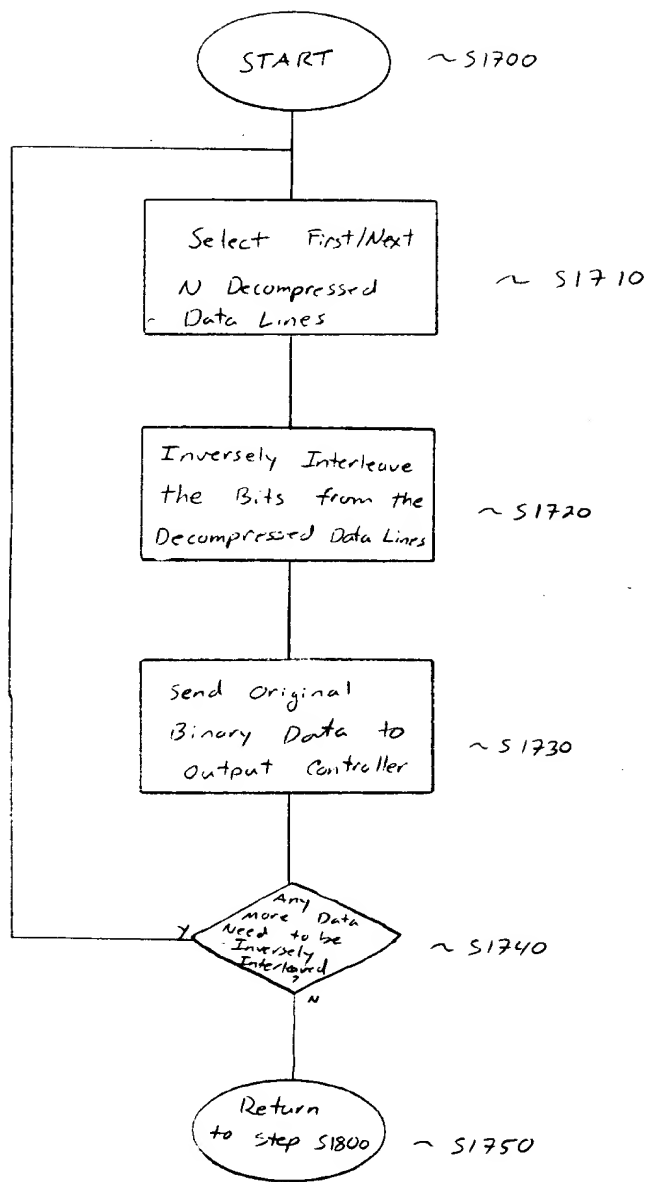 START
~ S1700
Select First/Next
N Decompressed
Data Lines
~ S1710
Inversely Interleave
the Bits from the
Decompressed Data Lines
~ S1720
Send Original
Binary Data to
Output Controller
~ S1730
Any
more Data
Need to be
Inversely
Interleaved
?
Y
~ S1740
N
Return
to step S1800
~ S1750